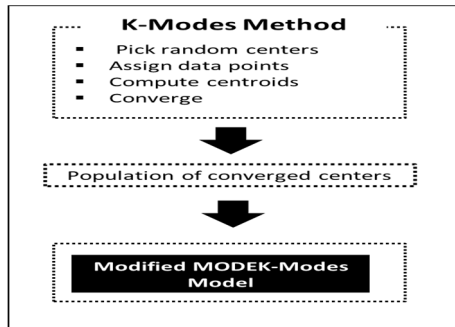 K-Modes Method
▪ Pick random centers
▪ Assign data points
▪ Compute centroids
▪ Converge
Population of converged centers
Modified MODEK-Modes
Model